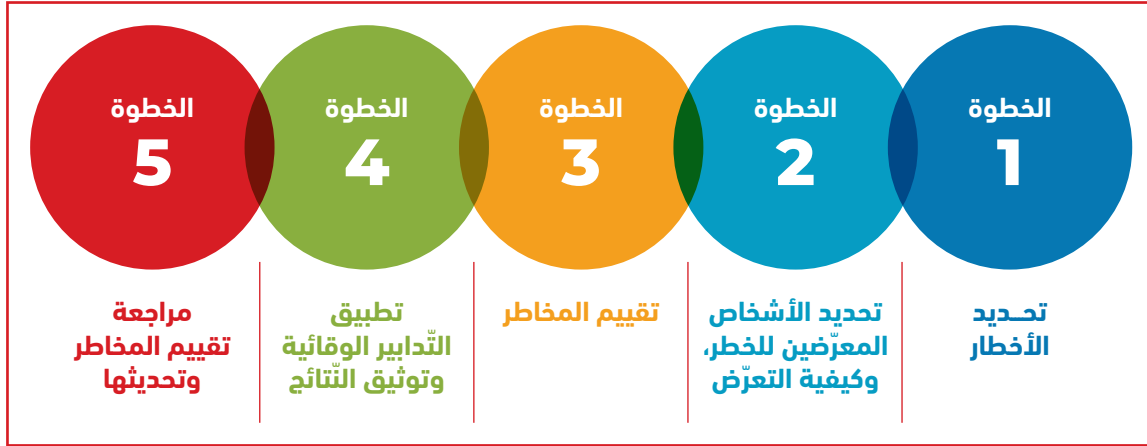 الخطوة
1
الخطوة
2
الخطوة
3
الخطوة
4
الخطوة
5
تحـــديد
الأخطار
تحديد الأشخاص
المعرّضين للخطر،
وكيفية التعرّض
تقييم المخاطر
تطبيق
التّدابير الوقائية
وتوثيق النّتائج
مراجعة
تقييم المخاطر
وتحديثها